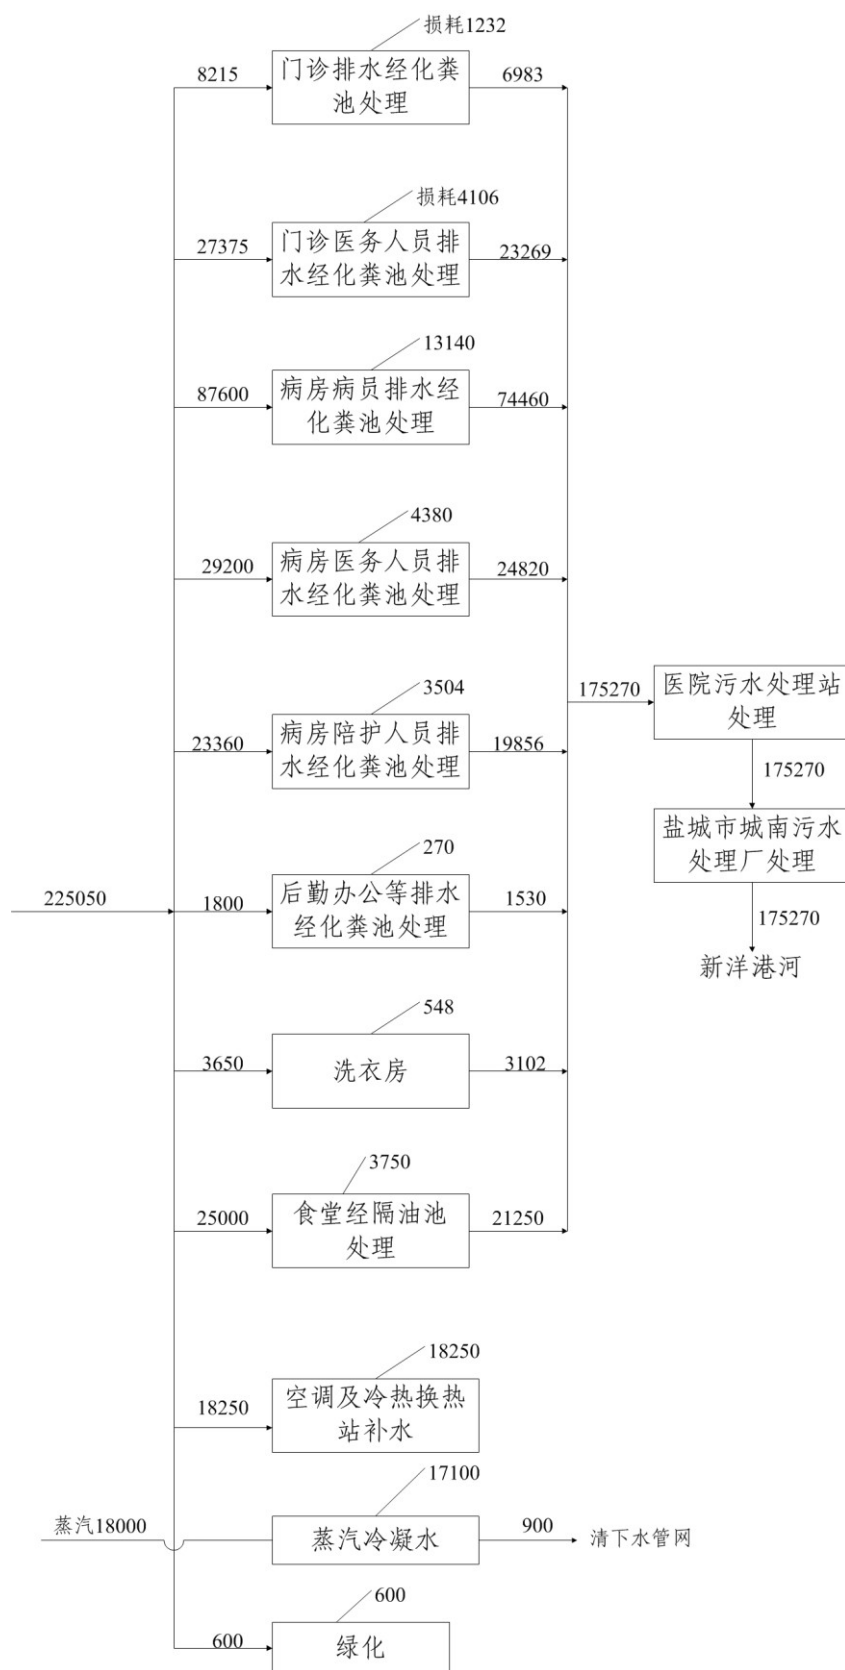 损耗1232
8215
门诊排水经化粪
池处理
6983
损耗4106
27375
门诊医务人员排
水经化粪池处理
23269
13140
87600
病房病员排水经
化粪池处理
74460
4380
29200
病房医务人员排
水经化粪池处理
24820
3504
23360
病房陪护人员排
水经化粪池处理
19856
175270
医院污水处理站
处理
175270
盐城市城南污水
处理厂处理
175270
新洋港河
225050
270
1800
后勤办公等排水
经化粪池处理
1530
548
3650
洗衣房
3102
3750
25000
食堂经隔油池
处理
21250
18250
18250
空调及冷热换热
站补水
17100
蒸汽18000
蒸汽冷凝水
900
清下水管网
600
600
绿化